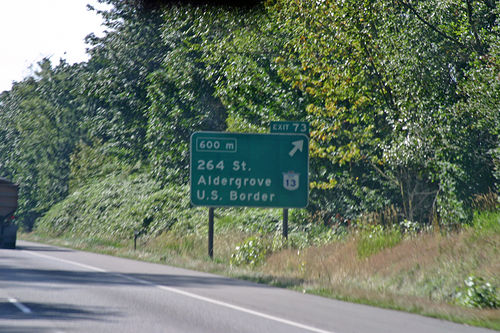 EXIT 73
600 m
264 St.
Aldergrove
13
U.S. Border